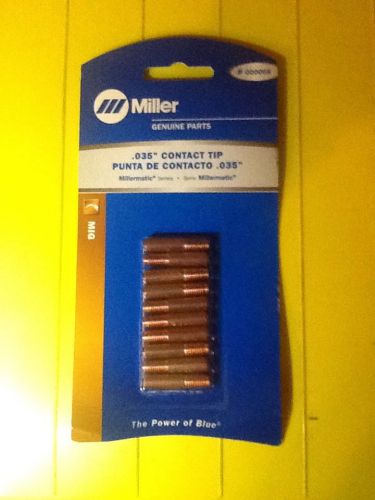 # 000068
Miller
GENUINE PARTS
.035" CONTACT TIP
PUNTA DE CONTACTO .035"
Millermatic® Series • Serie Millermatic®
MIG
The Power of Blue®